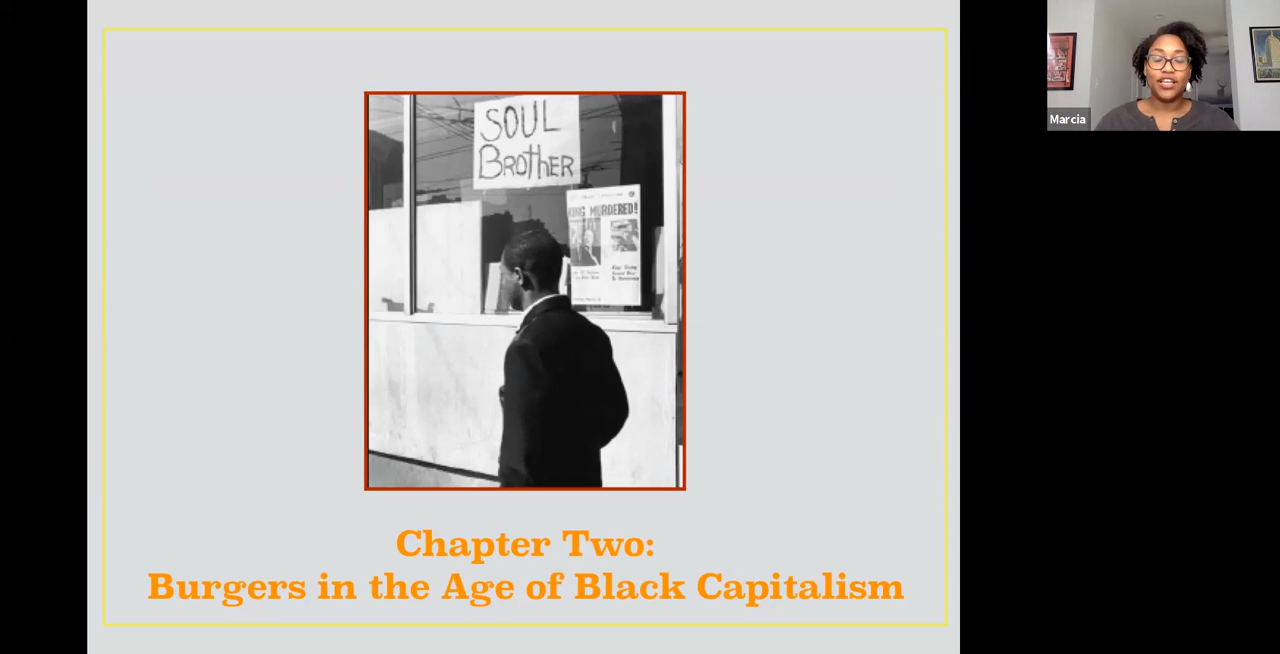 SOUL
BROTHER
KING MURDERED!
Chapter Two:
Burgers in the Age of Black Capitalism
Marcia